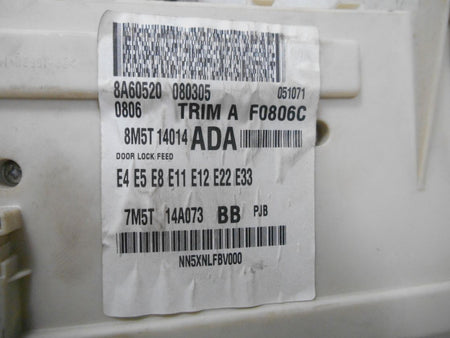 8A60520 080305 051071
0806 TRIM A F0806C
8M5T 14014 ADA
DOOR LOCK FEED
E4 E5 E8 E11 E12 E22 E33
7M5T 14A073 BB PJB
NN5XNLFBV000